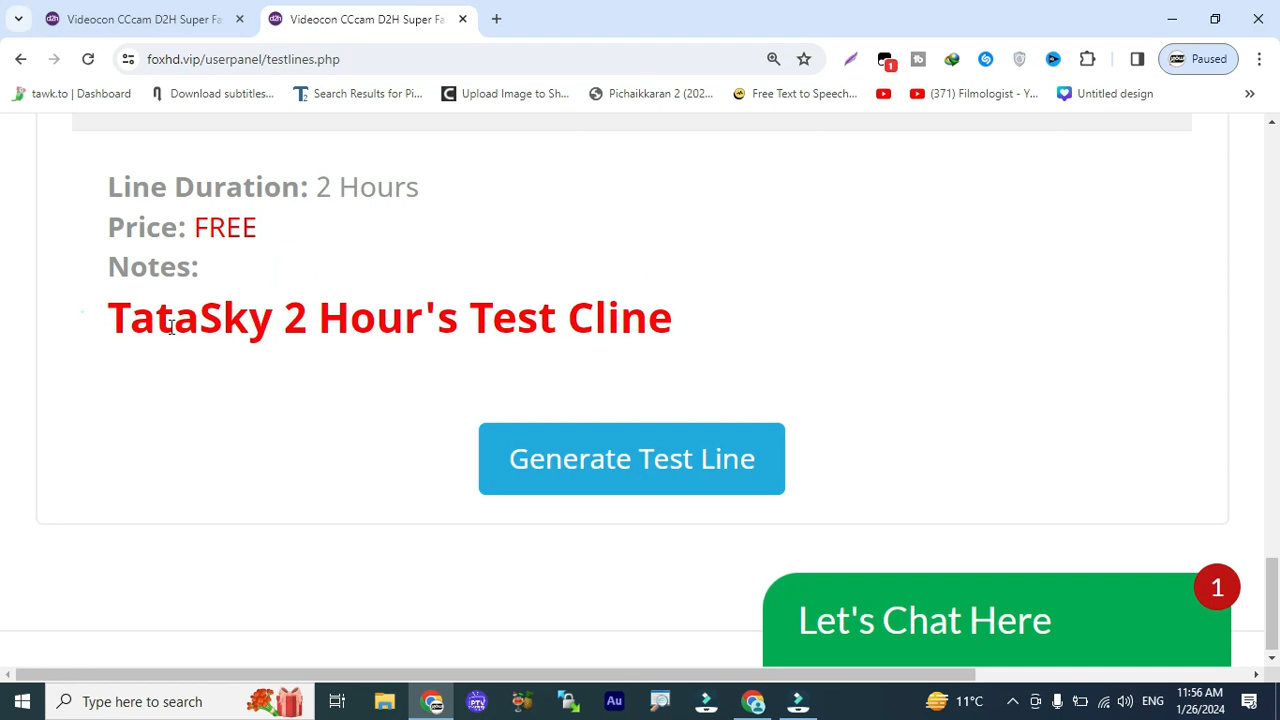 Videocon CCcam D2H Super Fa
Videocon CCcam D2H Super Fa
foxhd.vip/userpanel/testlines.php
1
Paused
tawk.to | Dashboard
Download subtitles...
Search Results for Pi...
Upload Image to Sh...
Pichaikkaran 2 (202...
Free Text to Speech...
(371) Filmologist - Y...
Untitled design
Line Duration: 2 Hours
Price: FREE
Notes:
TataSky 2 Hour's Test Cline
Generate Test Line
1
Let's Chat Here
Type here to search
PTV
Au
11°C
ENG
11:56 AM
1/26/2024